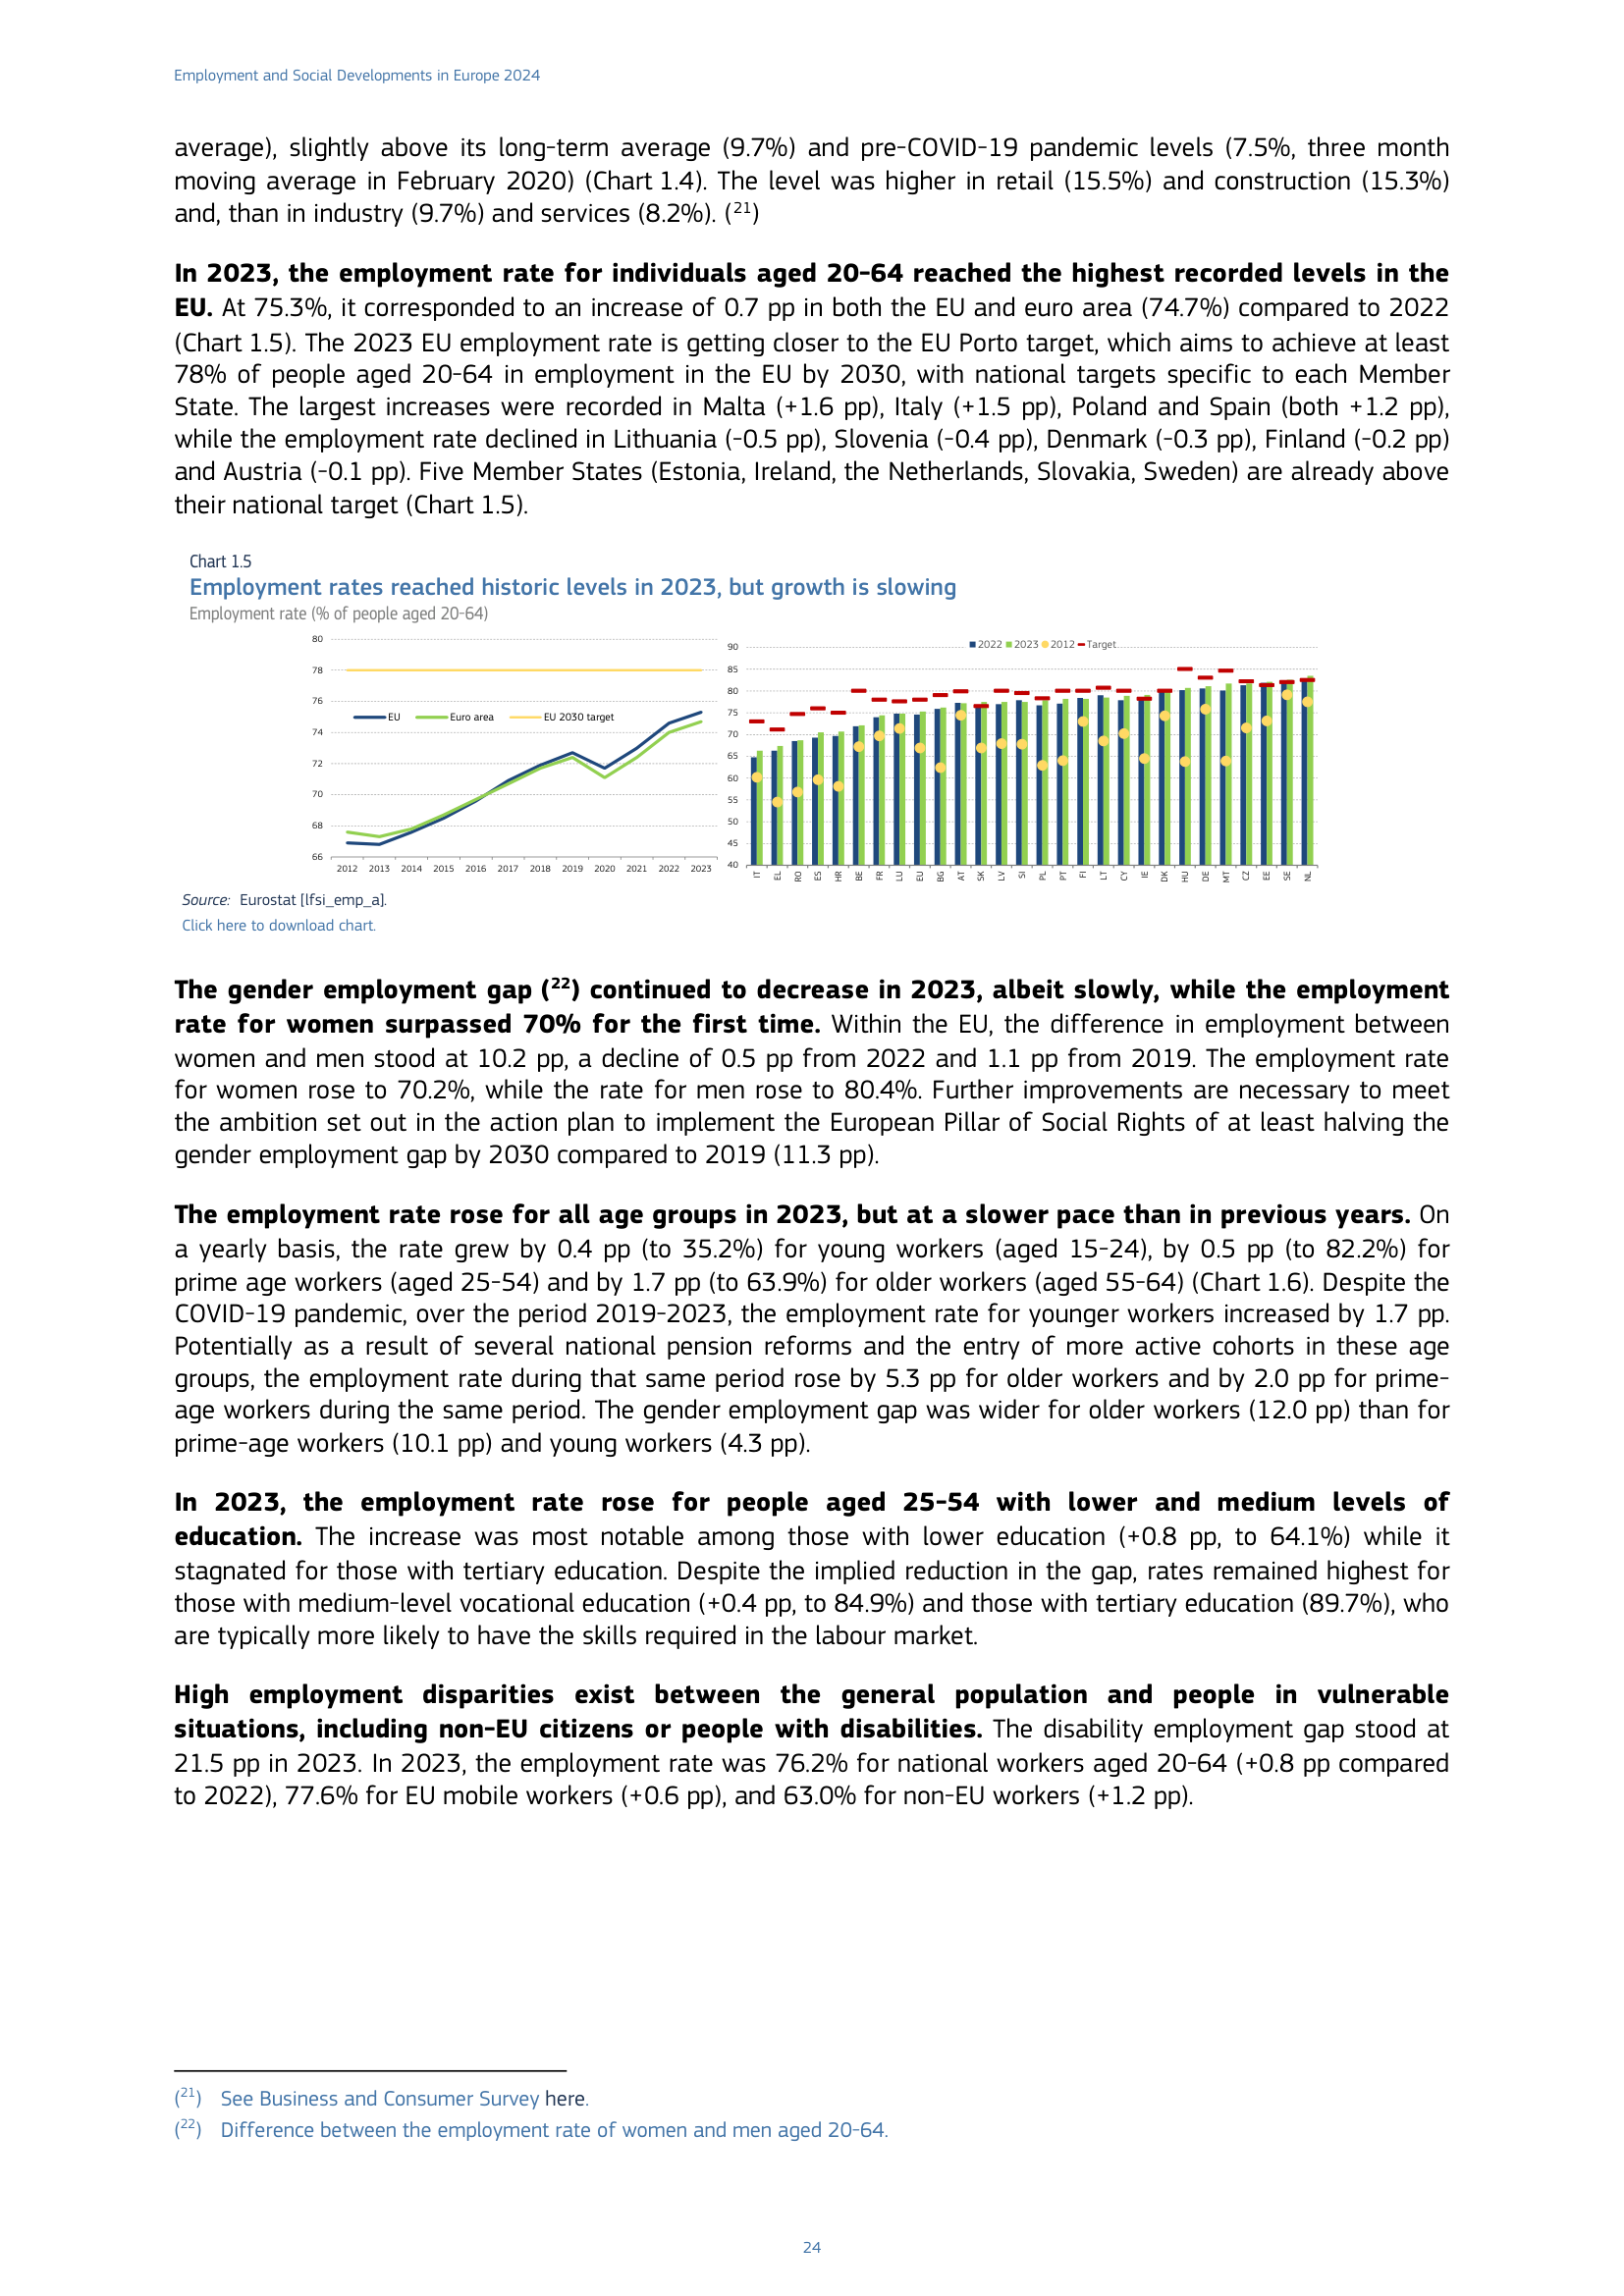 Employment and Social Developments in Europe 2024
average), slightly above its long-term average (9.7%) and pre-COVID-19 pandemic levels (7.5%, three month
moving average in February 2020) (Chart 1.4). The level was higher in retail (15.5%) and construction (15.3%)
and, than in industry (9.7%) and services (8.2%). (21)
In 2023, the employment rate for individuals aged 20-64 reached the highest recorded levels in the
EU. At 75.3%, it corresponded to an increase of 0.7 pp in both the EU and euro area (74.7%) compared to 2022
(Chart 1.5). The 2023 EU employment rate is getting closer to the EU Porto target, which aims to achieve at least
78% of people aged 20-64 in employment in the EU by 2030, with national targets specific to each Member
State. The largest increases were recorded in Malta (+1.6 pp), Italy (+1.5 pp), Poland and Spain (both +1.2 pp),
while the employment rate declined in Lithuania (-0.5 pp), Slovenia (-0.4 pp), Denmark (-0.3 pp), Finland (-0.2 pp)
and Austria (-0.1 pp). Five Member States (Estonia, Ireland, the Netherlands, Slovakia, Sweden) are already above
their national target (Chart 1.5).
Chart 1.5
Employment rates reached historic levels in 2023, but growth is slowing
Employment rate (% of people aged 20-64)
80
78
76
74
72
70
68
66
EU Euro area EU 2030 target
2012 2013 2014 2015 2016 2017 2018 2019 2020 2021 2022 2023
90
85
80
75
70
65
60
55
50
45
40
2022 2023 2012 Target
IT EL RO ES HR BE FR LU EU BG AT SK LV SI PL PT FI LT CY IE DK HU DE MT CZ EE SE NL
Source: Eurostat [lfsi_emp_a].
Click here to download chart.
The gender employment gap (22) continued to decrease in 2023, albeit slowly, while the employment
rate for women surpassed 70% for the first time. Within the EU, the difference in employment between
women and men stood at 10.2 pp, a decline of 0.5 pp from 2022 and 1.1 pp from 2019. The employment rate
for women rose to 70.2%, while the rate for men rose to 80.4%. Further improvements are necessary to meet
the ambition set out in the action plan to implement the European Pillar of Social Rights of at least halving the
gender employment gap by 2030 compared to 2019 (11.3 pp).
The employment rate rose for all age groups in 2023, but at a slower pace than in previous years. On
a yearly basis, the rate grew by 0.4 pp (to 35.2%) for young workers (aged 15-24), by 0.5 pp (to 82.2%) for
prime age workers (aged 25-54) and by 1.7 pp (to 63.9%) for older workers (aged 55-64) (Chart 1.6). Despite the
COVID-19 pandemic, over the period 2019-2023, the employment rate for younger workers increased by 1.7 pp.
Potentially as a result of several national pension reforms and the entry of more active cohorts in these age
groups, the employment rate during that same period rose by 5.3 pp for older workers and by 2.0 pp for prime-
age workers during the same period. The gender employment gap was wider for older workers (12.0 pp) than for
prime-age workers (10.1 pp) and young workers (4.3 pp).
In 2023, the employment rate rose for people aged 25-54 with lower and medium levels of
education. The increase was most notable among those with lower education (+0.8 pp, to 64.1%) while it
stagnated for those with tertiary education. Despite the implied reduction in the gap, rates remained highest for
those with medium-level vocational education (+0.4 pp, to 84.9%) and those with tertiary education (89.7%), who
are typically more likely to have the skills required in the labour market.
High employment disparities exist between the general population and people in vulnerable
situations, including non-EU citizens or people with disabilities. The disability employment gap stood at
21.5 pp in 2023. In 2023, the employment rate was 76.2% for national workers aged 20-64 (+0.8 pp compared
to 2022), 77.6% for EU mobile workers (+0.6 pp), and 63.0% for non-EU workers (+1.2 pp).
(21) See Business and Consumer Survey here.
(22) Difference between the employment rate of women and men aged 20-64.
24